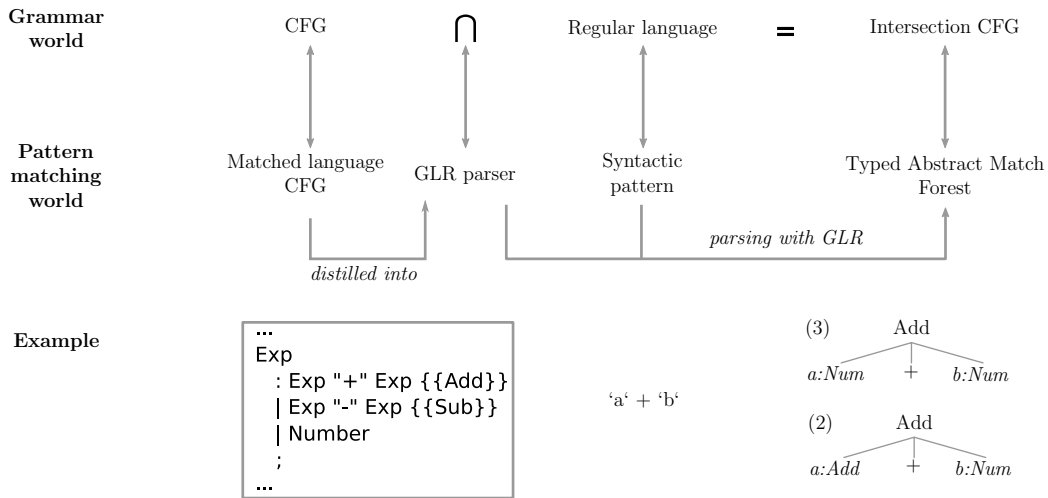 Grammar
world
CFG
∩
Regular language
=
Intersection CFG
Pattern
matching
world
Matched language
CFG
GLR parser
Syntactic
pattern
Typed Abstract Match
Forest
distilled into
parsing with GLR
Example
...
Exp
: Exp "+" Exp {{Add}}
| Exp "-" Exp {{Sub}}
| Number
;
...
‘a‘ + ‘b‘
(3) Add
a:Num + b:Num
(2) Add
a:Add + b:Num